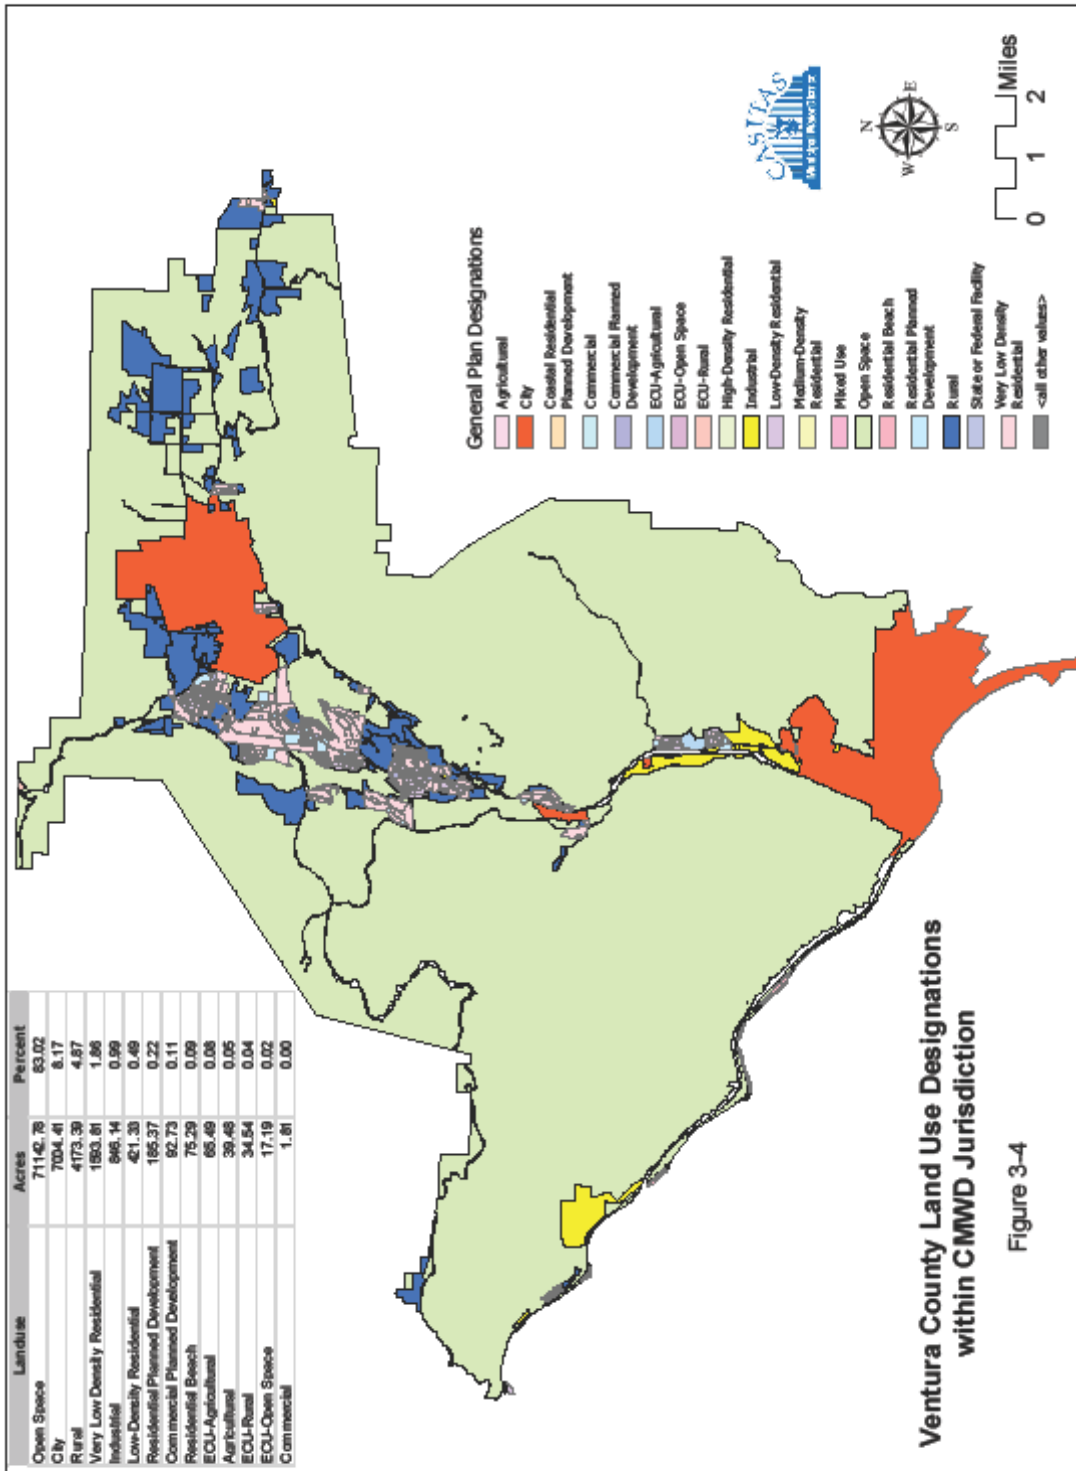 Landuse Acres Percent
Open Space 71142.78 83.02
City 7004.41 8.17
Rural 4173.39 4.87
Very Low Density Residential 1593.81 1.86
Industrial 846.14 0.99
Low-Density Residential 421.33 0.49
Residential Planned Development 185.37 0.22
Commercial Planned Development 92.73 0.11
Residential Beach 75.29 0.09
ECU-Agricultural 65.49 0.08
Agricultural 39.48 0.05
ECU-Rural 34.54 0.04
ECU-Open Space 17.19 0.02
Commercial 1.81 0.00
General Plan Designations
Agricultural
City
Coastal Residential
Planned Development
Commercial
Commercial Planned
Development
ECU-Agricultural
ECU-Open Space
ECU-Rural
High-Density Residential
Industrial
Low-Density Residential
Medium-Density
Residential
Mixed Use
Open Space
Residential Beach
Residential Planned
Development
Rural
State or Federal Facility
Very Low Density
Residential
<all other values>
CASITAS
Municipal Water District
N
W E
S
0 1 2 Miles
Ventura County Land Use Designations
within CMWD Jurisdiction
Figure 3-4